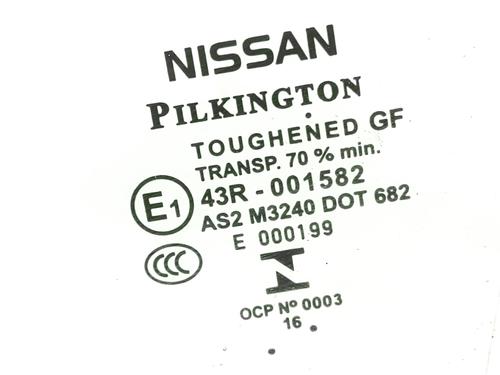 NISSAN
PILKINGTON
TOUGHENED GF
TRANSP. 70 % min.
E1 43R - 001582
AS2 M3240 DOT 682
E 000199
CCC
OCP Nº 0003
16